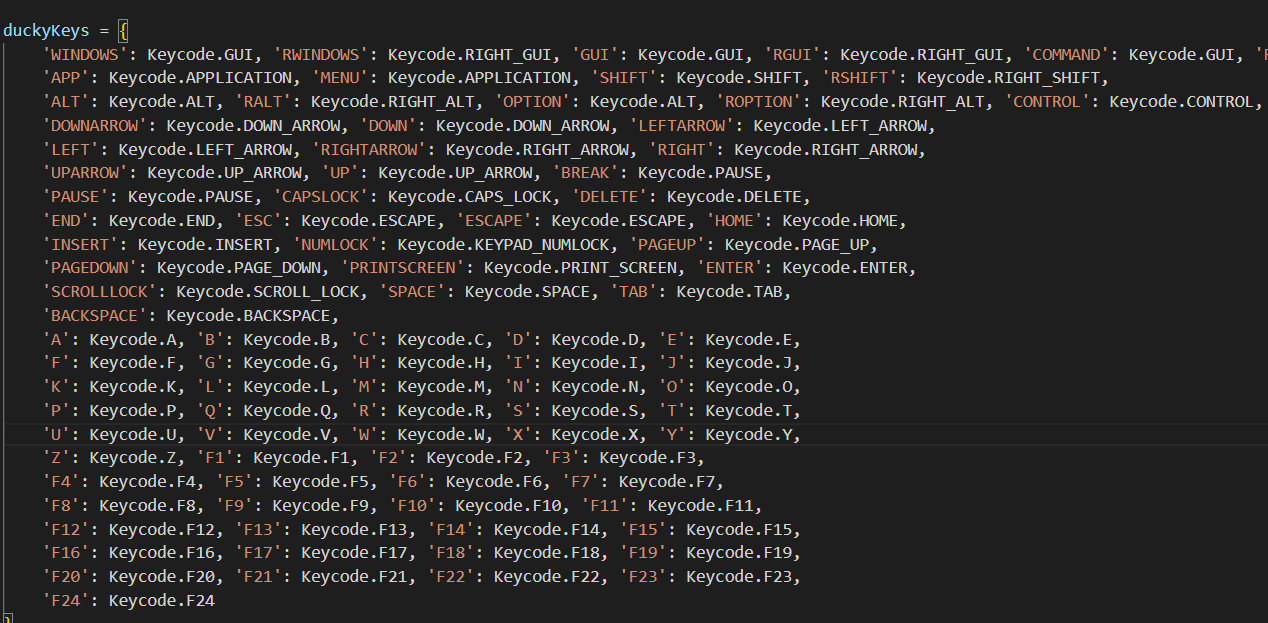 duckyKeys = {
'WINDOWS': Keycode.GUI, 'RWINDOWS': Keycode.RIGHT_GUI, 'GUI': Keycode.GUI, 'RGUI': Keycode.RIGHT_GUI, 'COMMAND': Keycode.GUI,
'APP': Keycode.APPLICATION, 'MENU': Keycode.APPLICATION, 'SHIFT': Keycode.SHIFT, 'RSHIFT': Keycode.RIGHT_SHIFT,
'ALT': Keycode.ALT, 'RALT': Keycode.RIGHT_ALT, 'OPTION': Keycode.ALT, 'ROPTION': Keycode.RIGHT_ALT, 'CONTROL': Keycode.CONTROL,
'DOWNARROW': Keycode.DOWN_ARROW, 'DOWN': Keycode.DOWN_ARROW, 'LEFTARROW': Keycode.LEFT_ARROW,
'LEFT': Keycode.LEFT_ARROW, 'RIGHTARROW': Keycode.RIGHT_ARROW, 'RIGHT': Keycode.RIGHT_ARROW,
'UPARROW': Keycode.UP_ARROW, 'UP': Keycode.UP_ARROW, 'BREAK': Keycode.PAUSE,
'PAUSE': Keycode.PAUSE, 'CAPSLOCK': Keycode.CAPS_LOCK, 'DELETE': Keycode.DELETE,
'END': Keycode.END, 'ESC': Keycode.ESCAPE, 'ESCAPE': Keycode.ESCAPE, 'HOME': Keycode.HOME,
'INSERT': Keycode.INSERT, 'NUMLOCK': Keycode.KEYPAD_NUMLOCK, 'PAGEUP': Keycode.PAGE_UP,
'PAGEDOWN': Keycode.PAGE_DOWN, 'PRINTSCREEN': Keycode.PRINT_SCREEN, 'ENTER': Keycode.ENTER,
'SCROLLLOCK': Keycode.SCROLL_LOCK, 'SPACE': Keycode.SPACE, 'TAB': Keycode.TAB,
'BACKSPACE': Keycode.BACKSPACE,
'A': Keycode.A, 'B': Keycode.B, 'C': Keycode.C, 'D': Keycode.D, 'E': Keycode.E,
'F': Keycode.F, 'G': Keycode.G, 'H': Keycode.H, 'I': Keycode.I, 'J': Keycode.J,
'K': Keycode.K, 'L': Keycode.L, 'M': Keycode.M, 'N': Keycode.N, 'O': Keycode.O,
'P': Keycode.P, 'Q': Keycode.Q, 'R': Keycode.R, 'S': Keycode.S, 'T': Keycode.T,
'U': Keycode.U, 'V': Keycode.V, 'W': Keycode.W, 'X': Keycode.X, 'Y': Keycode.Y,
'Z': Keycode.Z, 'F1': Keycode.F1, 'F2': Keycode.F2, 'F3': Keycode.F3,
'F4': Keycode.F4, 'F5': Keycode.F5, 'F6': Keycode.F6, 'F7': Keycode.F7,
'F8': Keycode.F8, 'F9': Keycode.F9, 'F10': Keycode.F10, 'F11': Keycode.F11,
'F12': Keycode.F12, 'F13': Keycode.F13, 'F14': Keycode.F14, 'F15': Keycode.F15,
'F16': Keycode.F16, 'F17': Keycode.F17, 'F18': Keycode.F18, 'F19': Keycode.F19,
'F20': Keycode.F20, 'F21': Keycode.F21, 'F22': Keycode.F22, 'F23': Keycode.F23,
'F24': Keycode.F24
}